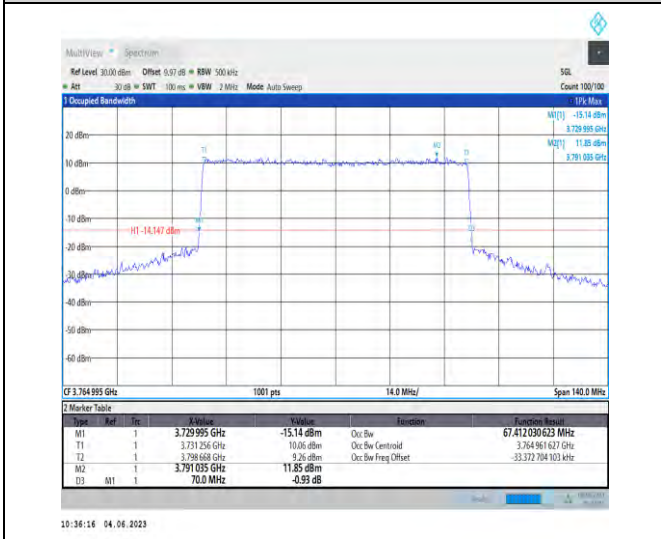 MultiView Spectrum
Ref Level 30.00 dBm Offset 9.97 dB RBW 500 kHz SGL
Att 30 dB SWT 100 ms VBW 2 MHz Mode Auto Sweep Count 100/100
1 Occupied Bandwidth 1Pk Max
M1[1] -15.14 dBm
3.729 995 GHz
M2[1] 11.85 dBm
3.791 035 GHz
20 dBm
T1
M2
T2
10 dBm
0 dBm
-10 dBm
M1
H1 -14.147 dBm
D3
-20 dBm
-30 dBm
-40 dBm
-50 dBm
-60 dBm
CF 3.764 995 GHz 1001 pts 14.0 MHz/ Span 140.0 MHz
2 Marker Table
Type Ref Trc X-Value Y-Value Function Function Result
M1 1 3.729 995 GHz -15.14 dBm Occ Bw 67.412 030 623 MHz
T1 1 3.731 256 GHz 10.06 dBm Occ Bw Centroid 3.764 961 627 GHz
T2 1 3.798 668 GHz 9.26 dBm Occ Bw Freq Offset -33.372 704 103 kHz
M2 1 3.791 035 GHz 11.85 dBm
D3 M1 1 70.0 MHz -0.93 dB
10:36:16 04.06.2023